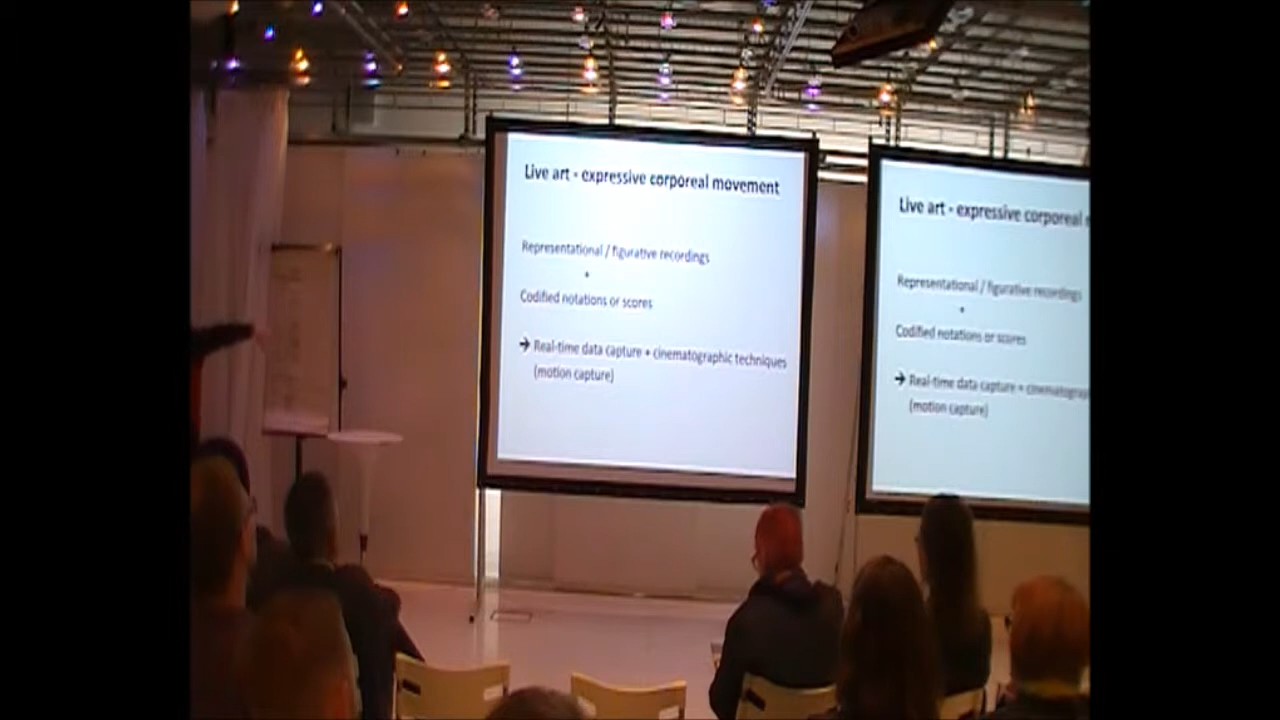 Live art - expressive corporeal movement
Representational / figurative recordings
+
Codified notations or scores
→ Real-time data capture + cinematographic techniques
(motion capture)
Live art - expressive corporeal
Representational / figurative recordings
+
Codified notations or scores
→ Real-time data capture + cinematograp
(motion capture)